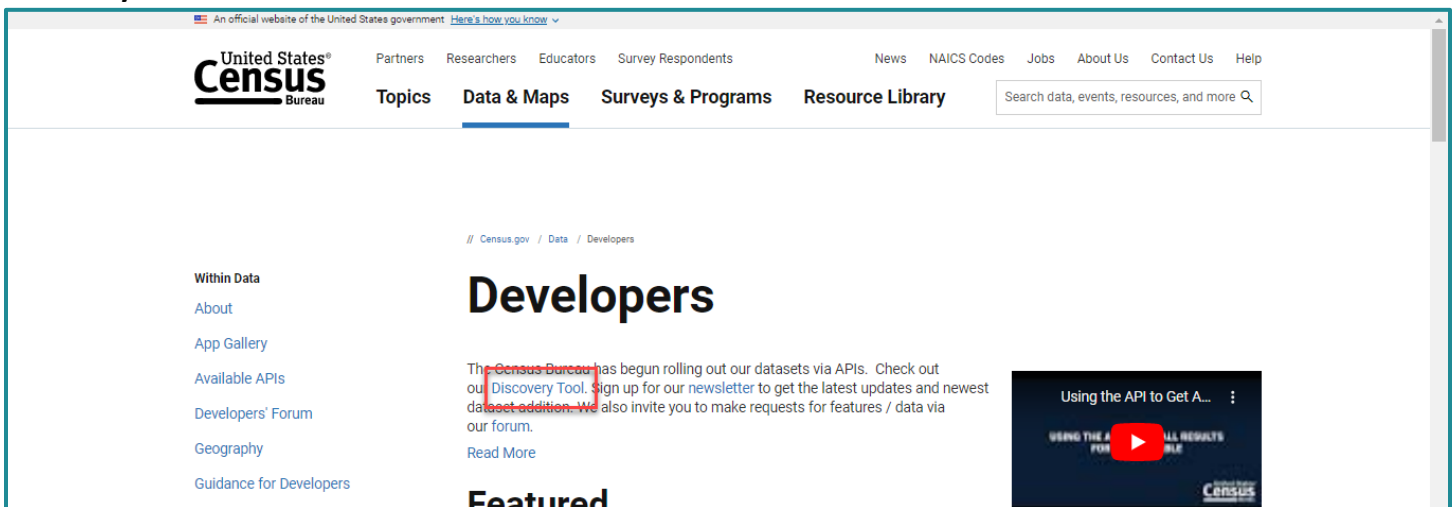 An official website of the United States government Here's how you know
United States®
Census
Bureau
Partners Researchers Educators Survey Respondents
News NAICS Codes Jobs About Us Contact Us Help
Topics Data & Maps Surveys & Programs Resource Library
Search data, events, resources, and more
// Census.gov / Data / Developers
Within Data
About
App Gallery
Available APIs
Developers' Forum
Geography
Guidance for Developers
Developers
The Census Bureau has begun rolling out our datasets via APIs. Check out
our Discovery Tool. Sign up for our newsletter to get the latest updates and newest
dataset addition. We also invite you to make requests for features / data via
our forum.
Read More
Featured
Using the API to Get A...
USING THE A ALL RESULTS
Census